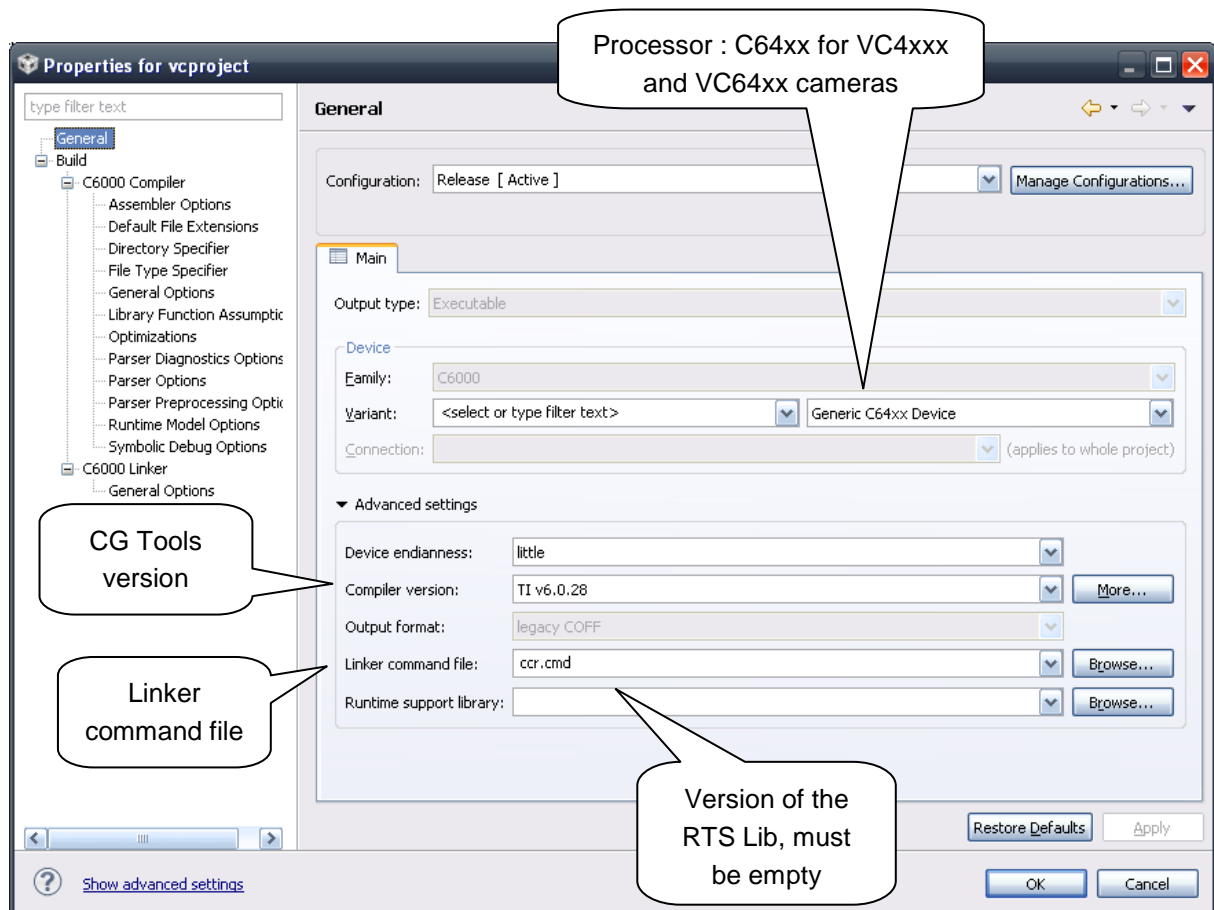 Processor : C64xx for VC4xxx
and VC64xx cameras
Properties for vcproject
type filter text
General
Build
C6000 Compiler
Assembler Options
Default File Extensions
Directory Specifier
File Type Specifier
General Options
Library Function Assumptic
Optimizations
Parser Diagnostics Options
Parser Options
Parser Preprocessing Optic
Runtime Model Options
Symbolic Debug Options
C6000 Linker
General Options
General
Configuration: Release [ Active ] Manage Configurations...
Main
Output type: Executable
Device
Family: C6000
Variant: <select or type filter text> Generic C64xx Device
Connection: (applies to whole project)
Advanced settings
Device endianness: little
Compiler version: TI v6.0.28 More...
Output format: legacy COFF
Linker command file: ccr.cmd Browse...
Runtime support library: Browse...
CG Tools
version
Linker
command file
Version of the
RTS Lib, must
be empty
Restore Defaults Apply
Show advanced settings
OK Cancel